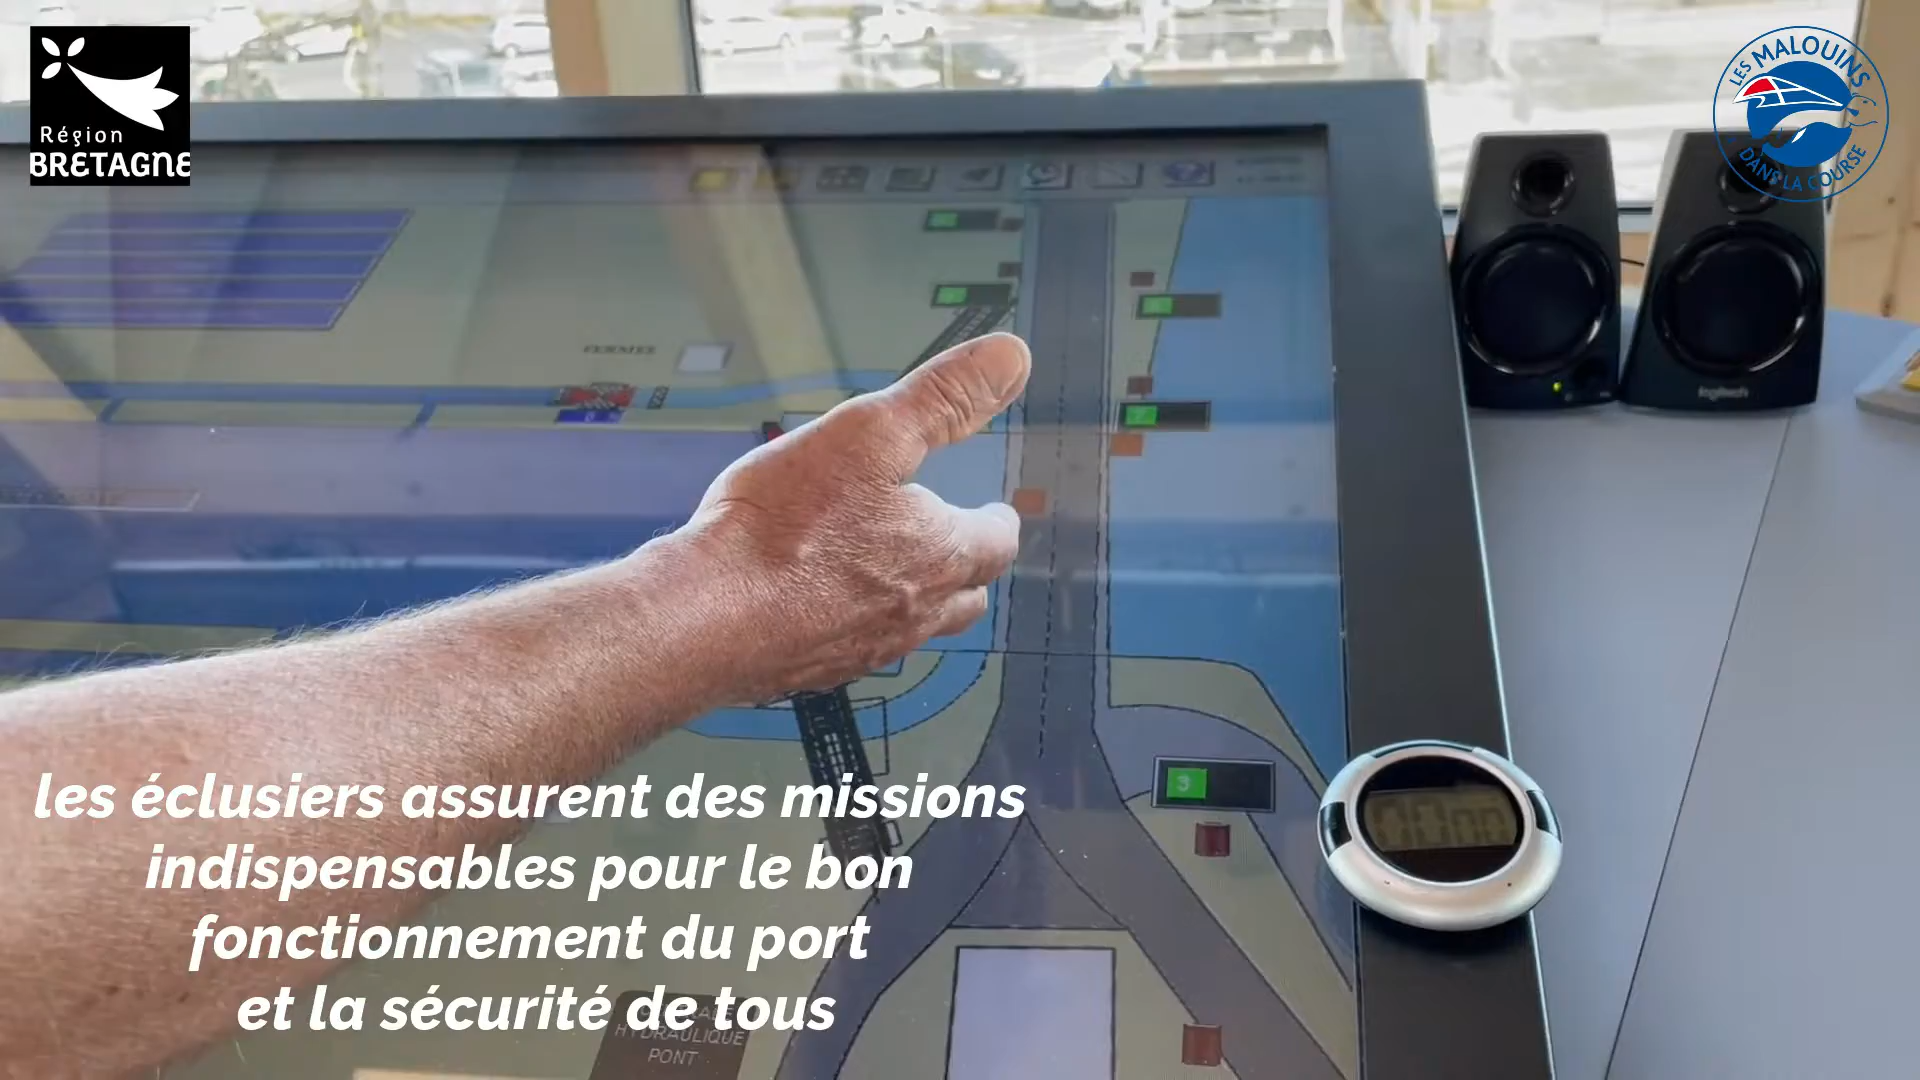 Région
BRETAGNE
LES MALOUINS
DANS LA COURSE
FERMEE
logitech
3
les éclusiers assurent des missions
indispensables pour le bon
fonctionnement du port
et la sécurité de tous
HYDRAULIQUE
PONT